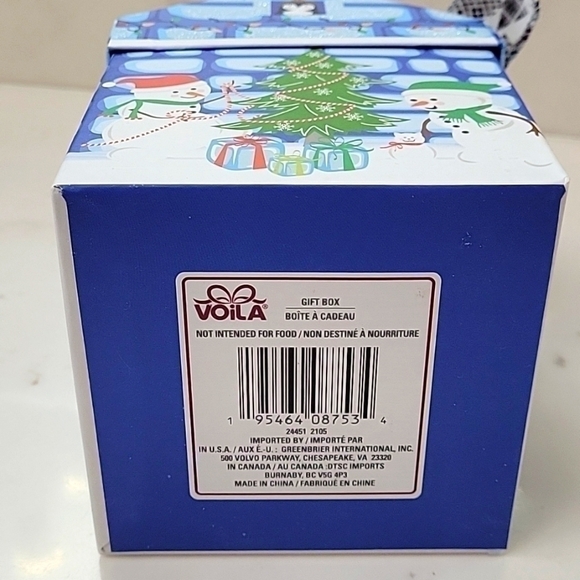 VOILA®
GIFT BOX
BOÎTE À CADEAU
NOT INTENDED FOR FOOD / NON DESTINÉ À NOURRITURE
1 95464 08753 4
24451 2105
IMPORTED BY / IMPORTÉ PAR
IN U.S.A. / AUX É.-U. : GREENBRIER INTERNATIONAL, INC.
500 VOLVO PARKWAY, CHESAPEAKE, VA 23320
IN CANADA / AU CANADA :DTSC IMPORTS
BURNABY, BC V5G 4P3
MADE IN CHINA / FABRIQUÉ EN CHINE